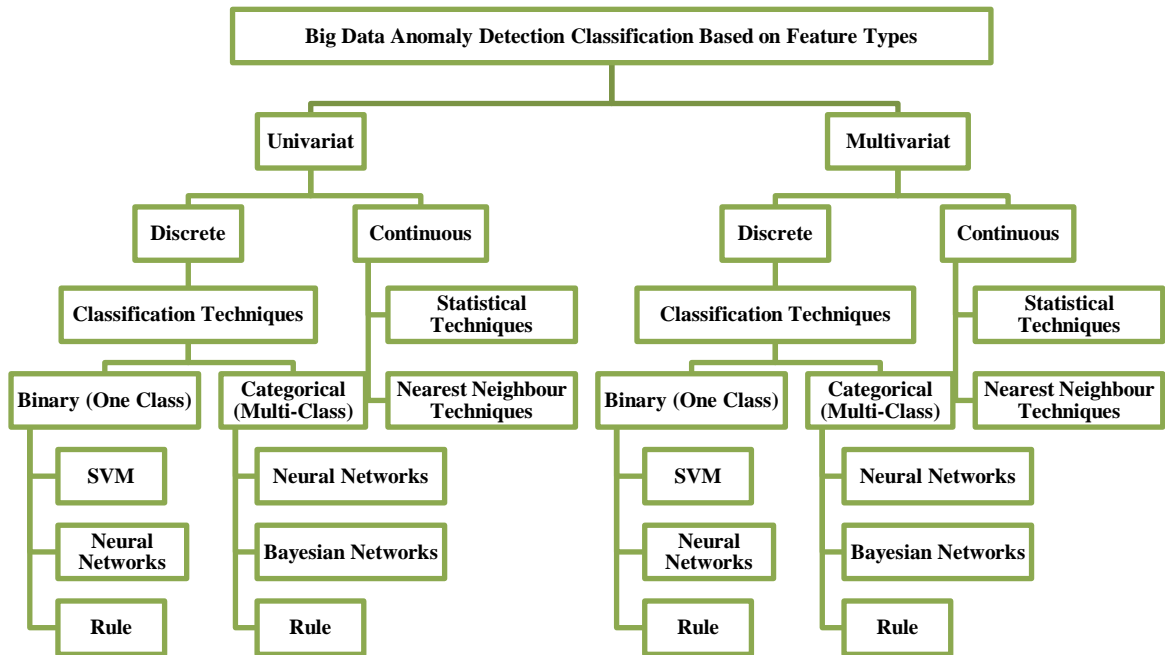 Big Data Anomaly Detection Classification Based on Feature Types
Univariat
Multivariat
Discrete
Continuous
Discrete
Continuous
Classification Techniques
Statistical
Techniques
Classification Techniques
Statistical
Techniques
Binary (One Class)
Categorical
(Multi-Class)
Nearest Neighbour
Techniques
Binary (One Class)
Categorical
(Multi-Class)
Nearest Neighbour
Techniques
SVM
Neural Networks
SVM
Neural Networks
Neural
Networks
Bayesian Networks
Neural
Networks
Bayesian Networks
Rule
Rule
Rule
Rule